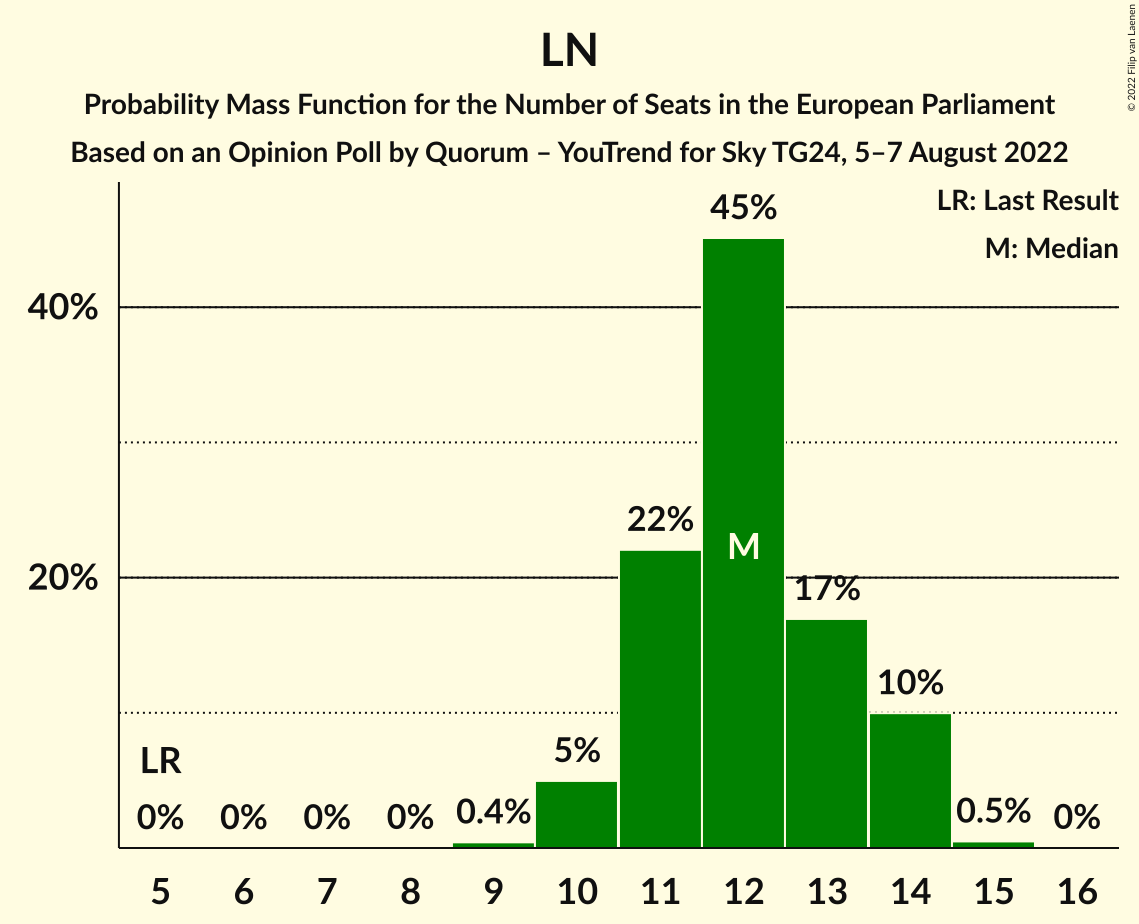 LN
Probability Mass Function for the Number of Seats in the European Parliament
Based on an Opinion Poll by Quorum – YouTrend for Sky TG24, 5–7 August 2022
© 2022 Filip van Laenen
LR: Last Result
M: Median
45%
40%
22%
M
20%
17%
10%
LR
5%
0% 0% 0% 0% 0.4% 0.5% 0%
5 6 7 8 9 10 11 12 13 14 15 16